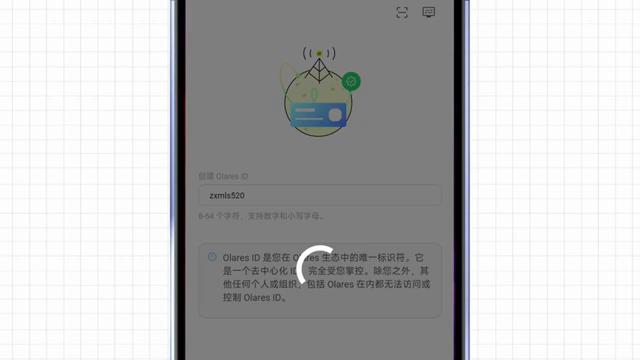 创建 Olares ID
zxmls520
8-64 个字符，支持数字和小写字母。
Olares ID 是您在 Olares 生态中的唯一标识符。它
是一个去中心化 ID，完全受您掌控。除您之外，其
他任何个人或组织，包括 Olares 在内都无法访问或
控制 Olares ID。